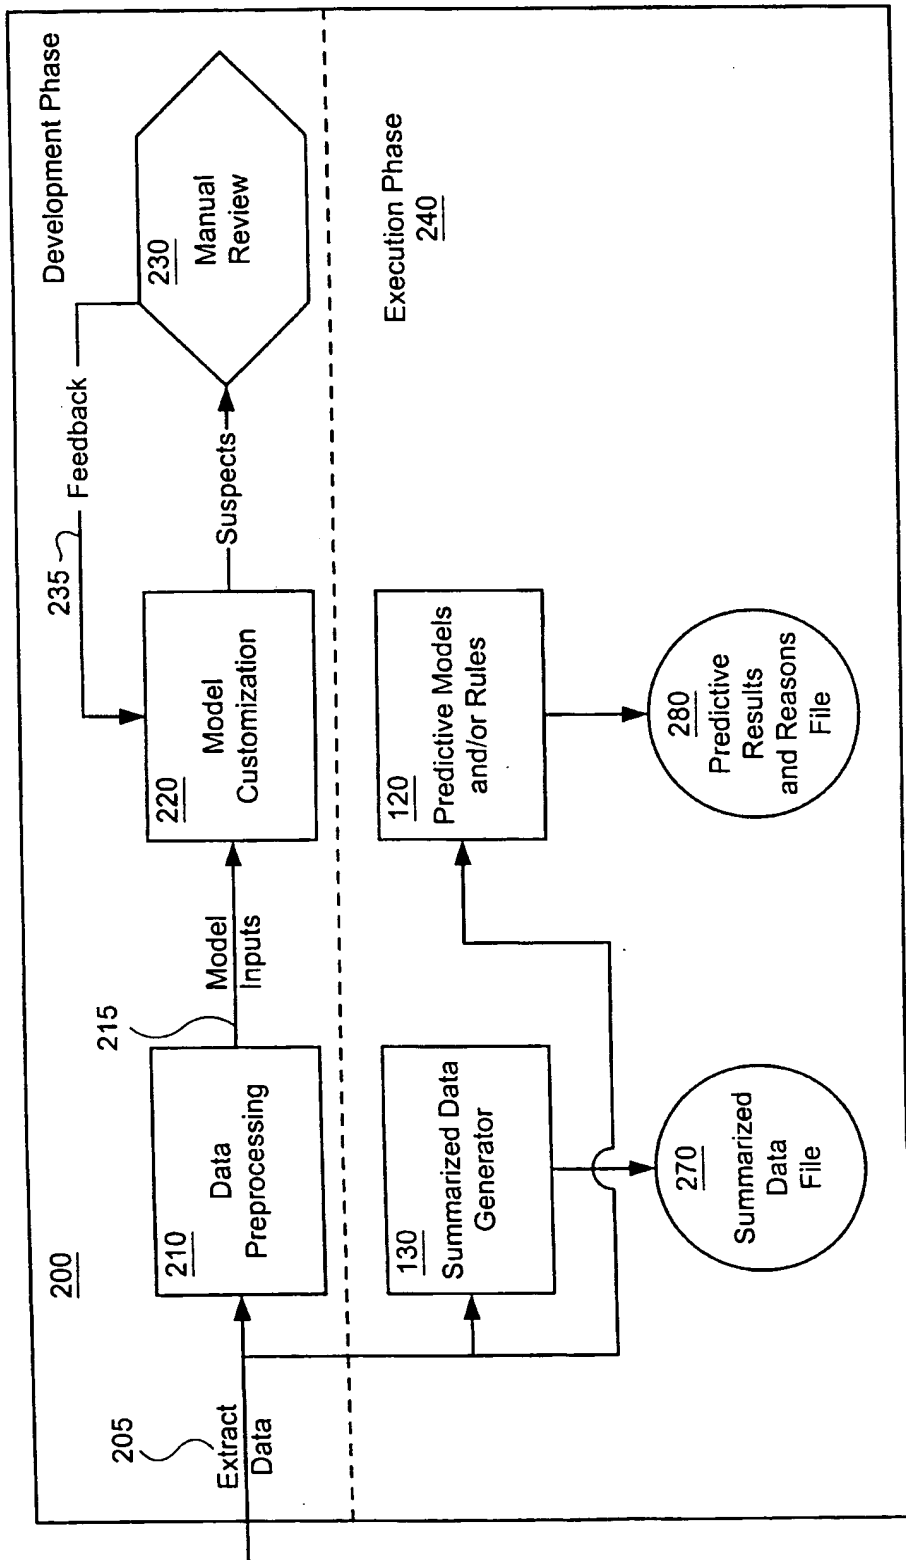 200
Development Phase
205
Extract
Data
210
Data
Preprocessing
215
Model
Inputs
220
Model
Customization
235
Feedback
Suspects
230
Manual
Review
Execution Phase
240
130
Summarized Data
Generator
120
Predictive Models
and/or Rules
270
Summarized
Data
File
280
Predictive
Results
and Reasons
File